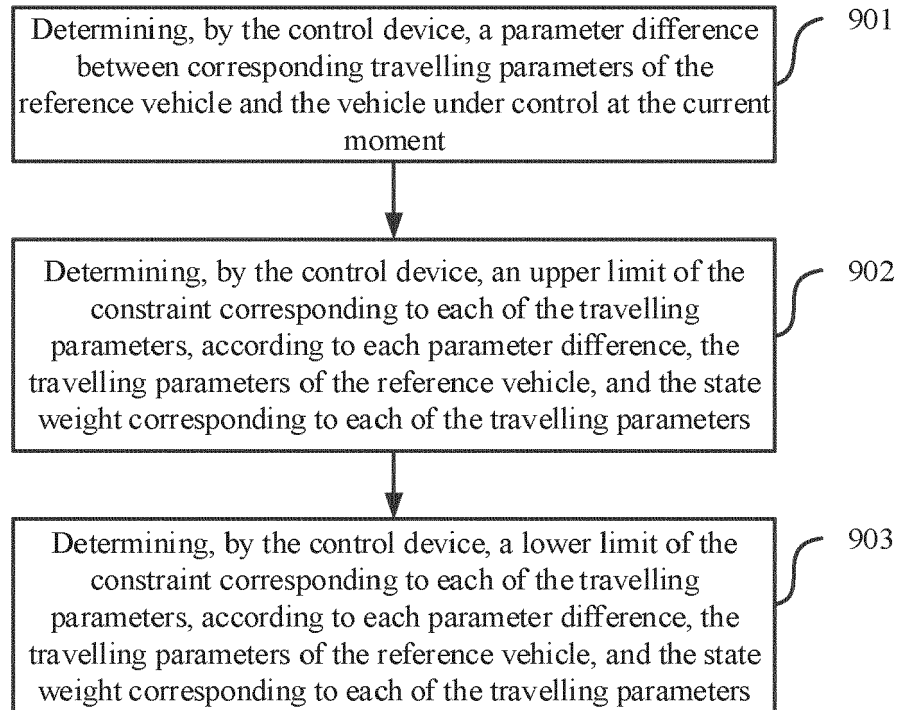 Determining, by the control device, a parameter difference
between corresponding travelling parameters of the
reference vehicle and the vehicle under control at the current
moment
901
Determining, by the control device, an upper limit of the
constraint corresponding to each of the travelling
parameters, according to each parameter difference, the
travelling parameters of the reference vehicle, and the state
weight corresponding to each of the travelling parameters
902
Determining, by the control device, a lower limit of the
constraint corresponding to each of the travelling
parameters, according to each parameter difference, the
travelling parameters of the reference vehicle, and the state
weight corresponding to each of the travelling parameters
903